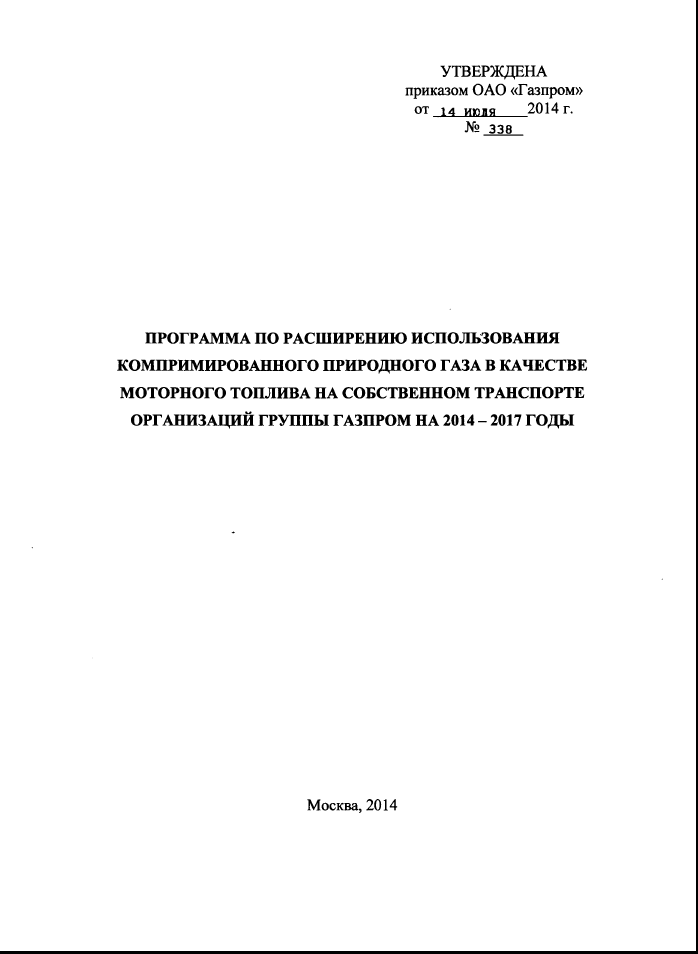 УТВЕРЖДЕНА
приказом ОАО «Газпром»
от 14 июля 2014 г.
№ 338
ПРОГРАММА ПО РАСШИРЕНИЮ ИСПОЛЬЗОВАНИЯ
КОМПРИМИРОВАННОГО ПРИРОДНОГО ГАЗА В КАЧЕСТВЕ
МОТОРНОГО ТОПЛИВА НА СОБСТВЕННОМ ТРАНСПОРТЕ
ОРГАНИЗАЦИЙ ГРУППЫ ГАЗПРОМ НА 2014 – 2017 ГОДЫ
Москва, 2014